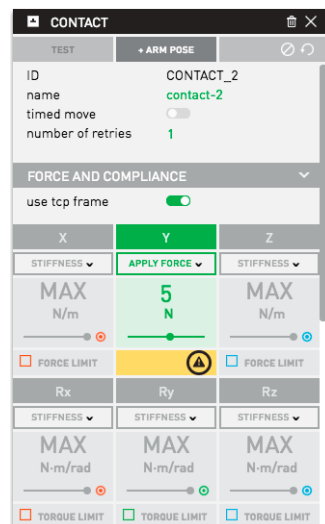 CONTACT
TEST + ARM POSE
ID CONTACT_2
name contact-2
timed move
number of retries 1
FORCE AND COMPLIANCE
use tcp frame
X Y Z
STIFFNESS APPLY FORCE STIFFNESS
MAX 5 MAX
N/m N N/m
FORCE LIMIT FORCE LIMIT
Rx Ry Rz
STIFFNESS STIFFNESS STIFFNESS
MAX MAX MAX
N·m/rad N·m/rad N·m/rad
TORQUE LIMIT TORQUE LIMIT TORQUE LIMIT